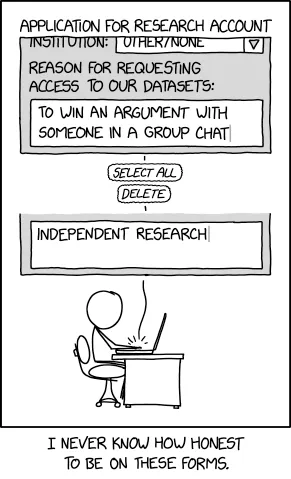 APPLICATION FOR RESEARCH ACCOUNT
INSTITUTION: OTHER/NONE
REASON FOR REQUESTING
ACCESS TO OUR DATASETS:
TO WIN AN ARGUMENT WITH
SOMEONE IN A GROUP CHAT
SELECT ALL
DELETE
INDEPENDENT RESEARCH
I NEVER KNOW HOW HONEST
TO BE ON THESE FORMS.